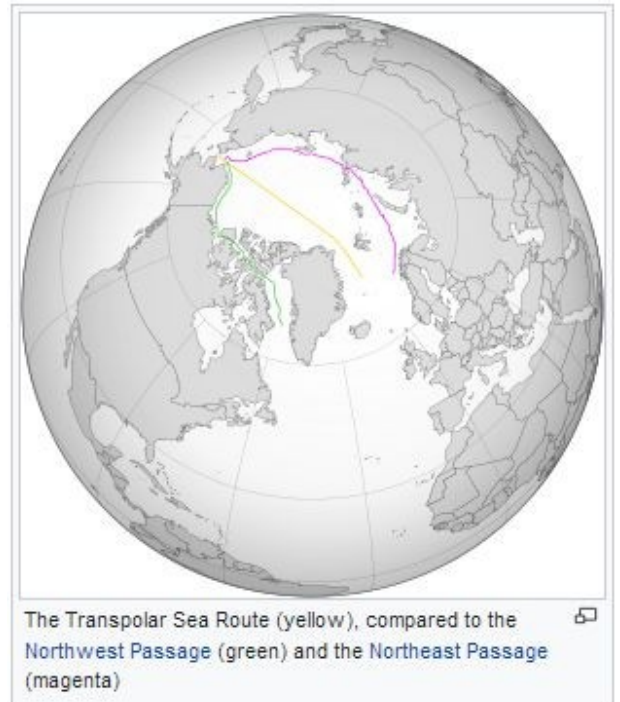 The Transpolar Sea Route (yellow), compared to the
Northwest Passage (green) and the Northeast Passage
(magenta)